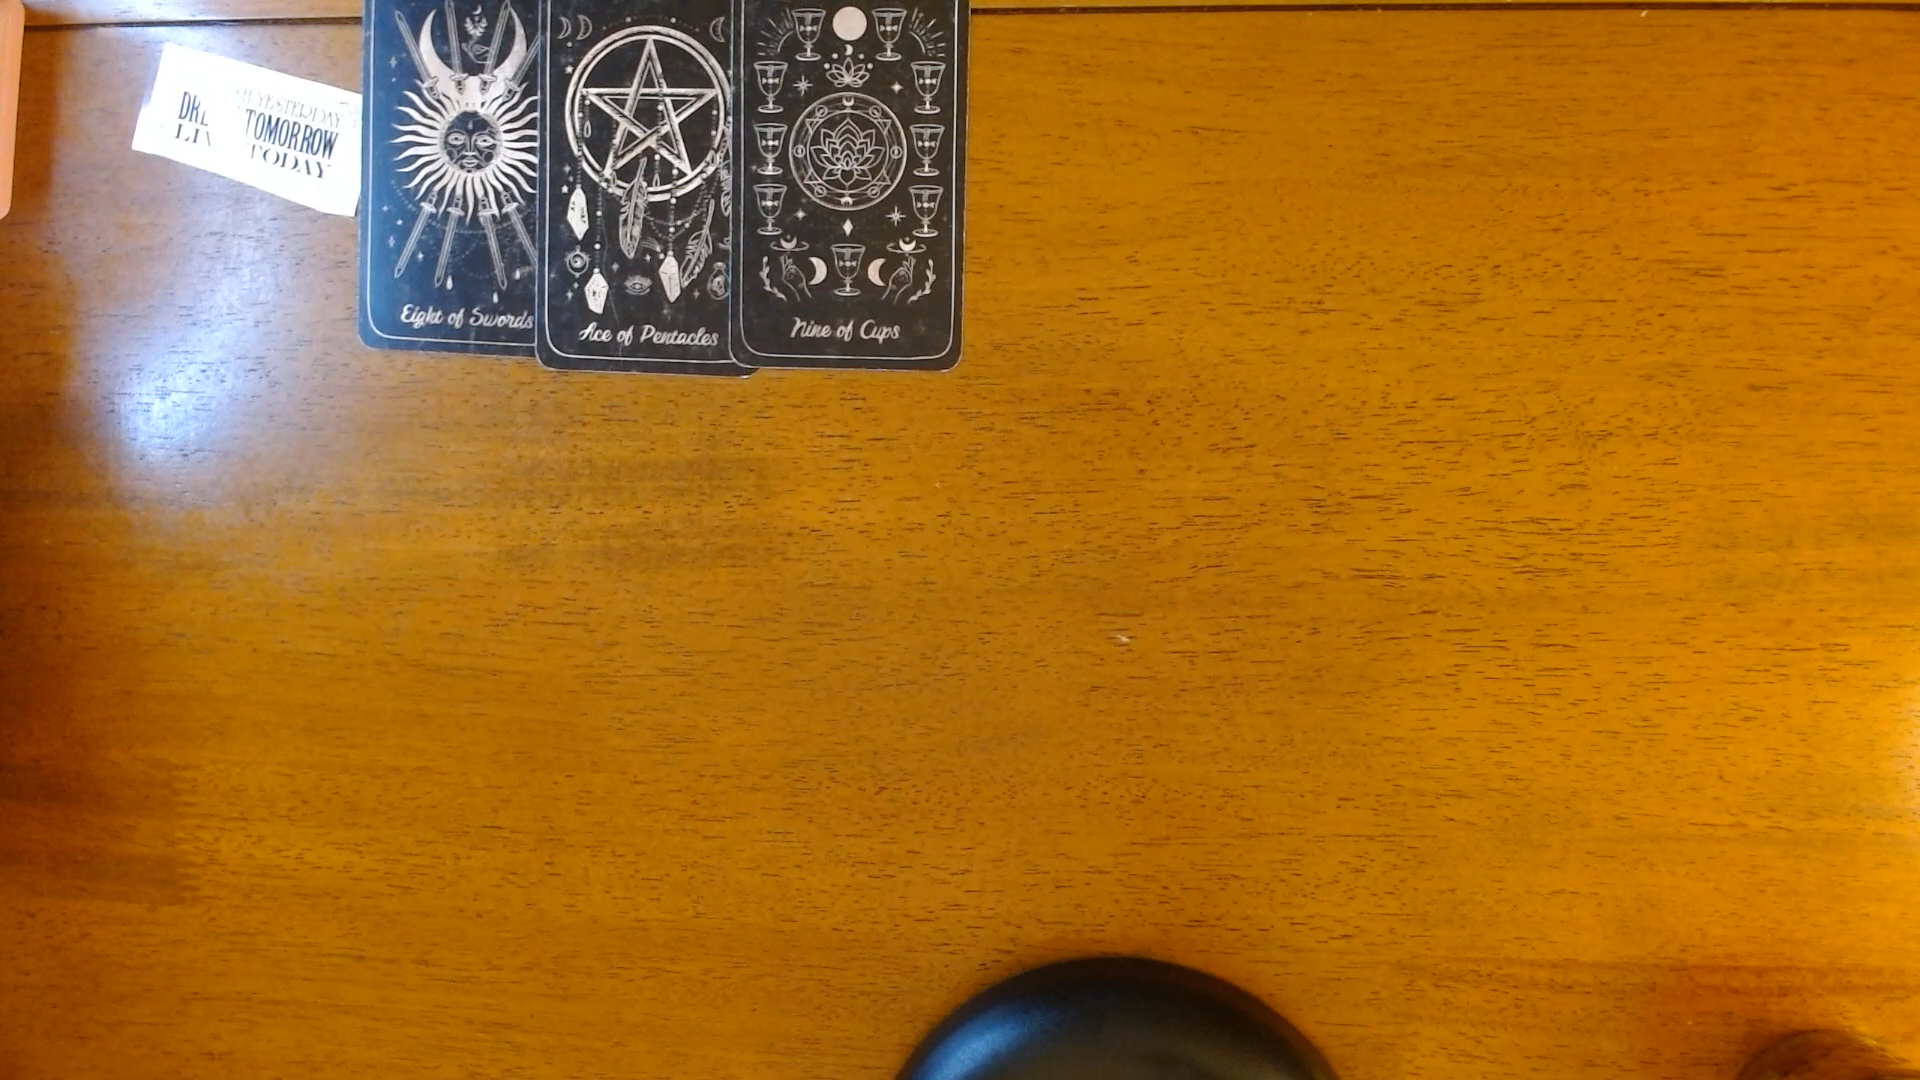 YESTERDAY
TOMORROW
TODAY
Eight of Swords
Ace of Pentacles
Nine of Cups